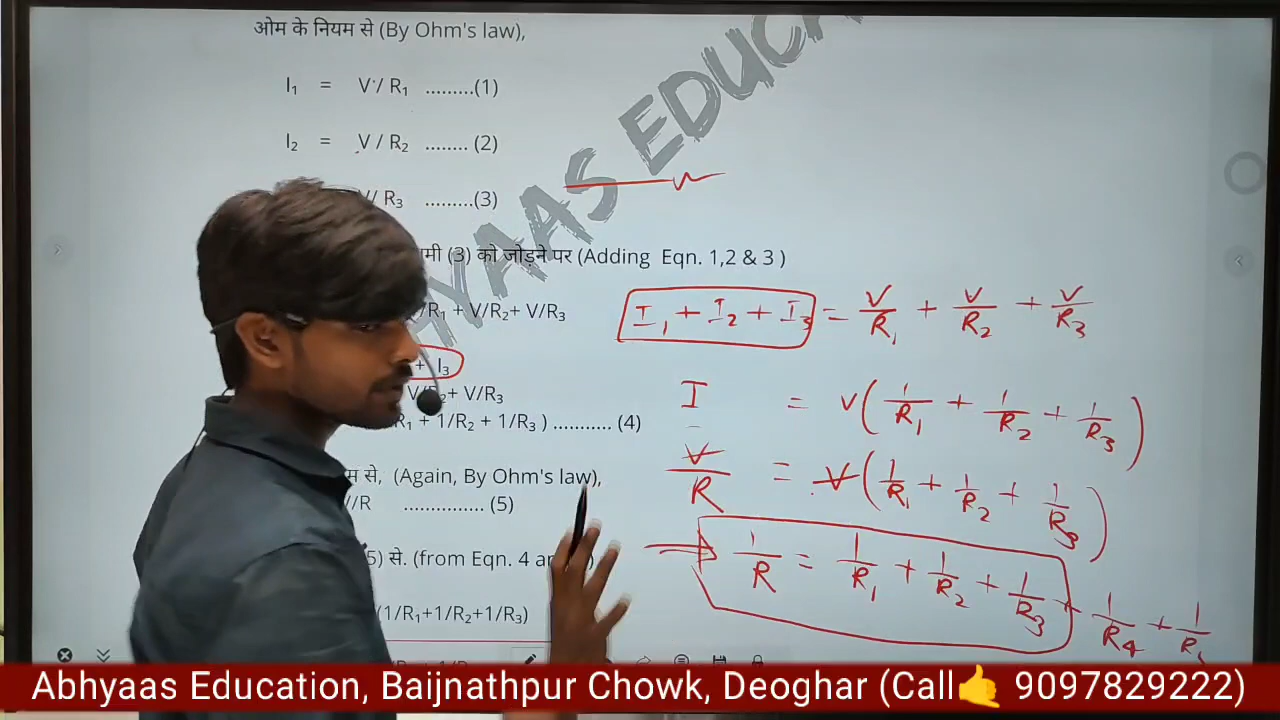 ओम के नियम से (By Ohm's law),
I₁ = V / R₁ .........(1)
I₂ = V / R₂ ........ (2)
V/ R₃ .........(3)
(3) को जोड़ने पर (Adding Eqn. 1,2 & 3 )
/R₁ + V/R₂+ V/R₃
+ I₃
+ V/R₃
R₁ + 1/R₂ + 1/R₃ ) ........... (4)
से, (Again, By Ohm's law),
V/R ............... (5)
5) से. (from Eqn. 4
(1/R₁+1/R₂+1/R₃)
ABHYAAS EDUCA
I₁ + I₂ + I₃ = V/R₁ + V/R₂ + V/R₃
I = V(1/R₁ + 1/R₂ + 1/R₃)
V/R = V(1/R₁ + 1/R₂ + 1/R₃)
⇒ 1/R = 1/R₁ + 1/R₂ + 1/R₃ + 1/R₄ + 1/R₅
Abhyaas Education, Baijnathpur Chowk, Deoghar (Call🤙 9097829222)